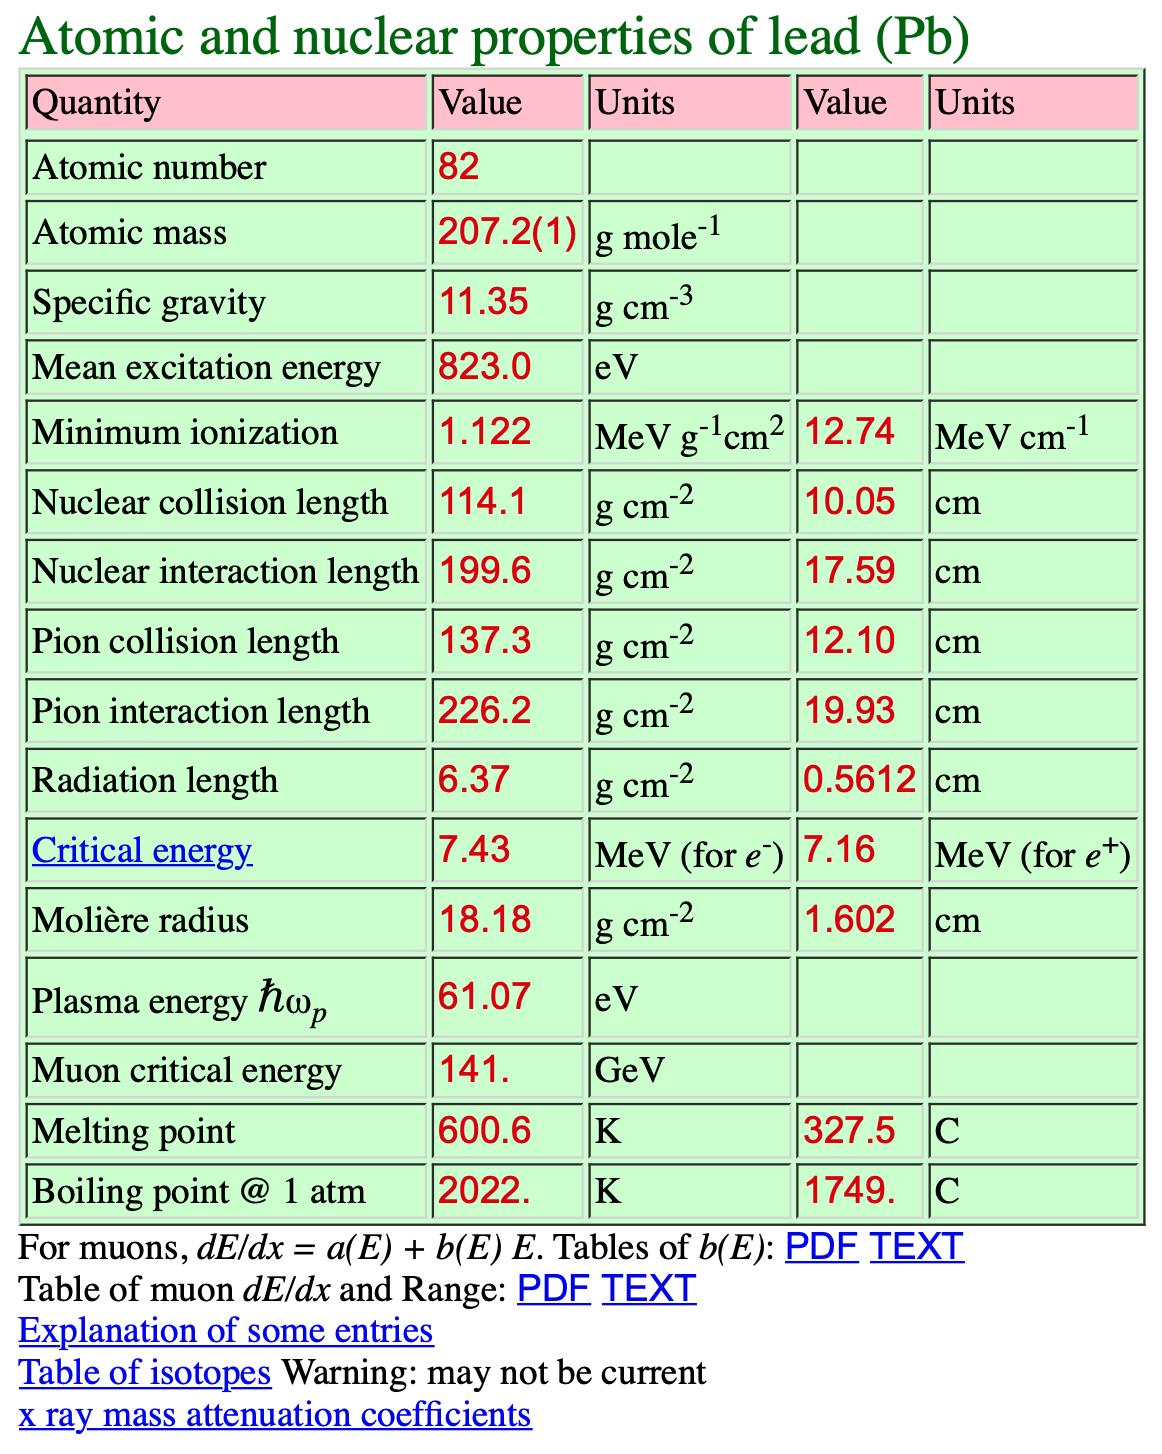 Atomic and nuclear properties of lead (Pb)
Quantity Value Units Value Units
Atomic number 82
Atomic mass 207.2(1) g mole⁻¹
Specific gravity 11.35 g cm⁻³
Mean excitation energy 823.0 eV
Minimum ionization 1.122 MeV g⁻¹cm² 12.74 MeV cm⁻¹
Nuclear collision length 114.1 g cm⁻² 10.05 cm
Nuclear interaction length 199.6 g cm⁻² 17.59 cm
Pion collision length 137.3 g cm⁻² 12.10 cm
Pion interaction length 226.2 g cm⁻² 19.93 cm
Radiation length 6.37 g cm⁻² 0.5612 cm
Critical energy 7.43 MeV (for e⁻) 7.16 MeV (for e⁺)
Molière radius 18.18 g cm⁻² 1.602 cm
Plasma energy ℏωₚ 61.07 eV
Muon critical energy 141. GeV
Melting point 600.6 K 327.5 C
Boiling point @ 1 atm 2022. K 1749. C
For muons, dE/dx = a(E) + b(E) E. Tables of b(E): PDF TEXT
Table of muon dE/dx and Range: PDF TEXT
Explanation of some entries
Table of isotopes Warning: may not be current
x ray mass attenuation coefficients